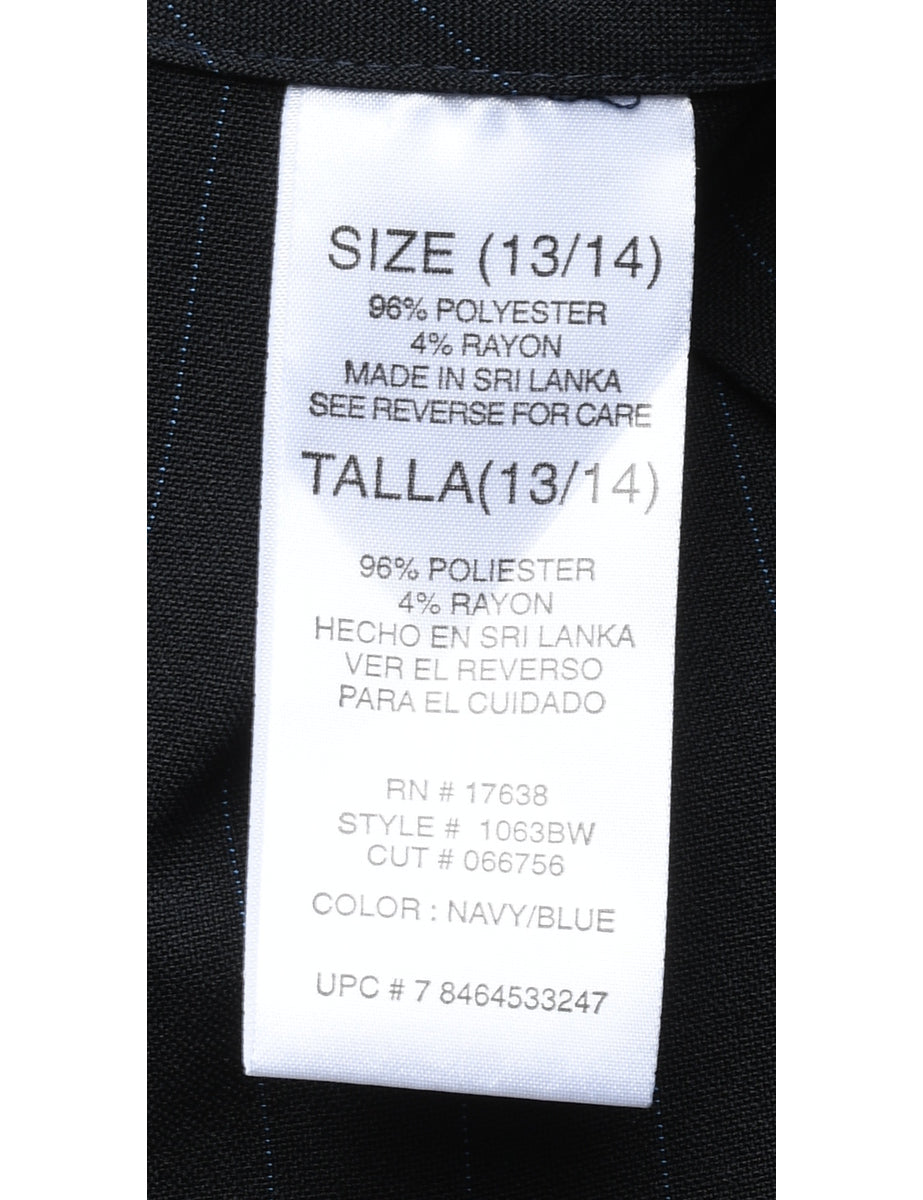 SIZE (13/14)
96% POLYESTER
4% RAYON
MADE IN SRI LANKA
SEE REVERSE FOR CARE
TALLA(13/14)
96% POLIESTER
4% RAYON
HECHO EN SRI LANKA
VER EL REVERSO
PARA EL CUIDADO
RN # 17638
STYLE # 1063BW
CUT # 066756
COLOR : NAVY/BLUE
UPC # 7 8464533247